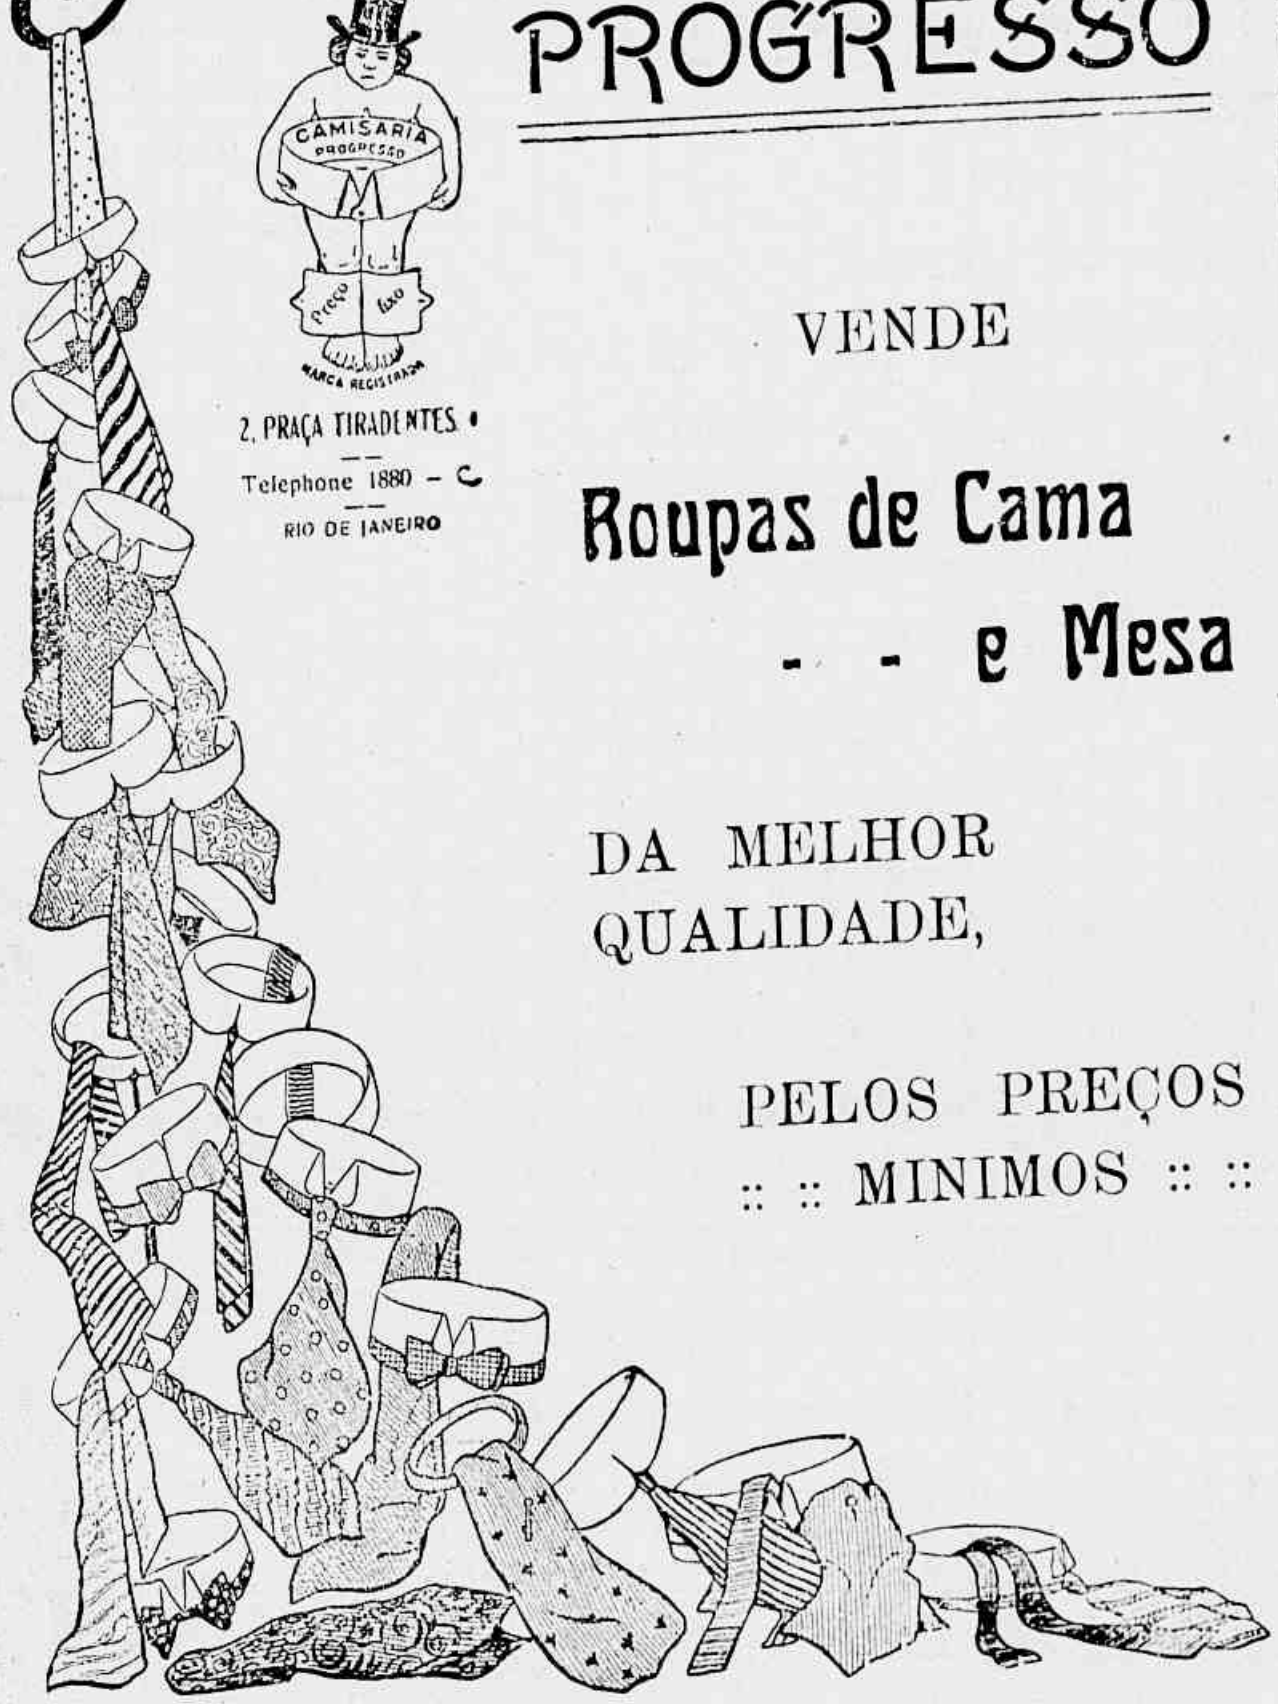 PROGRESSO
CAMISARIA
PROGRESSO
Preço fixo
MARCA REGISTRADA
2, PRAÇA TIRADENTES
Telephone 1880 - C
RIO DE JANEIRO
VENDE
Roupas de Cama
- - e Mesa
DA MELHOR
QUALIDADE,
PELOS PREÇOS
:: :: MINIMOS :: ::